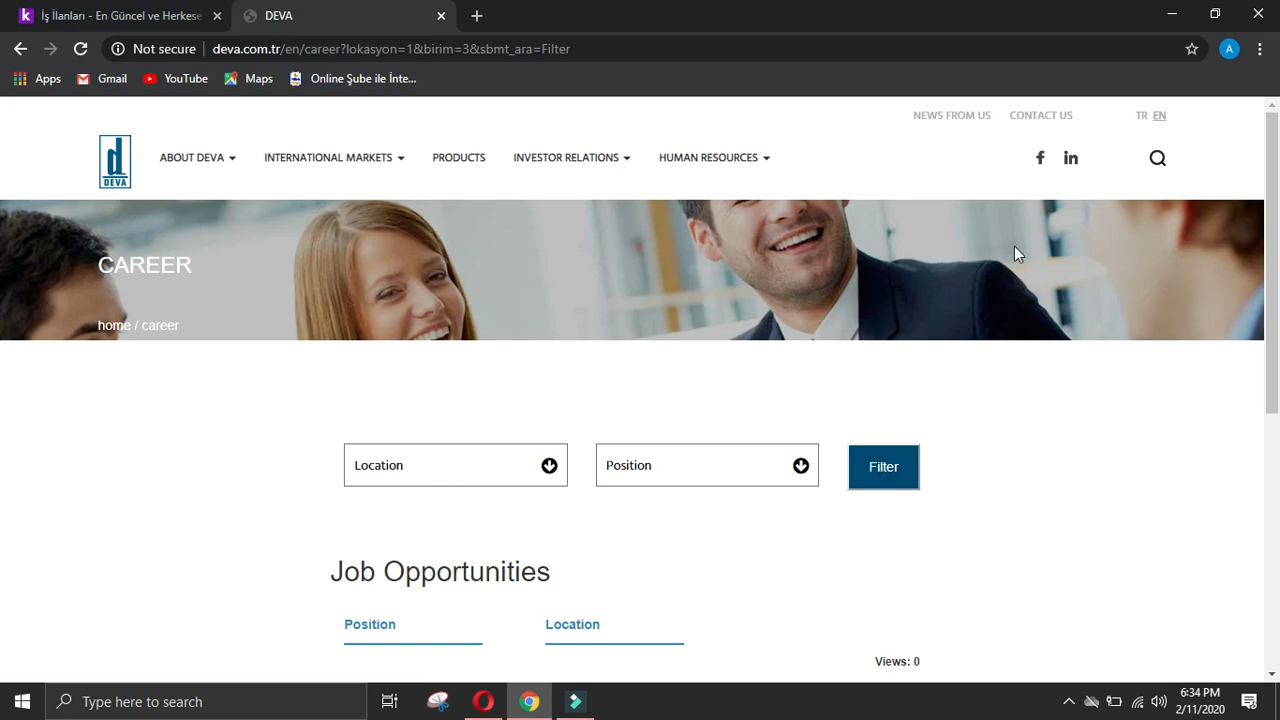 İş İlanları - En Güncel ve Herkese
DEVA
Not secure
deva.com.tr/en/career?lokasyon=1&birim=3&sbmt_ara=Filter
A
Apps
Gmail
YouTube
Maps
Online Şube ile İnte...
NEWS FROM US
CONTACT US
TR EN
d
DEVA
ABOUT DEVA
INTERNATIONAL MARKETS
PRODUCTS
INVESTOR RELATIONS
HUMAN RESOURCES
CAREER
home / career
Location
Position
Filter
Job Opportunities
Position
Location
Views: 0
Type here to search
6:34 PM
2/11/2020